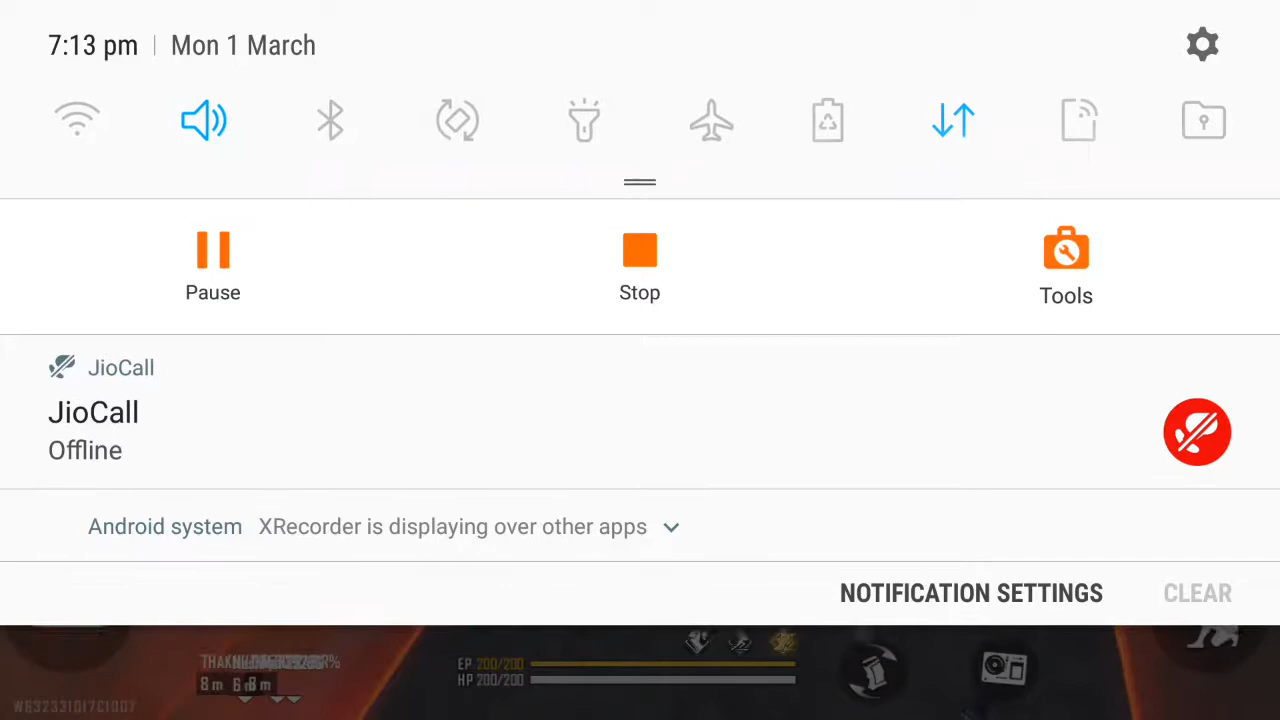 7:13 pm Mon 1 March
Pause
Stop
Tools
JioCall
JioCall
Offline
Android system XRecorder is displaying over other apps
NOTIFICATION SETTINGS
CLEAR
EP 200/200
HP 200/200
8m